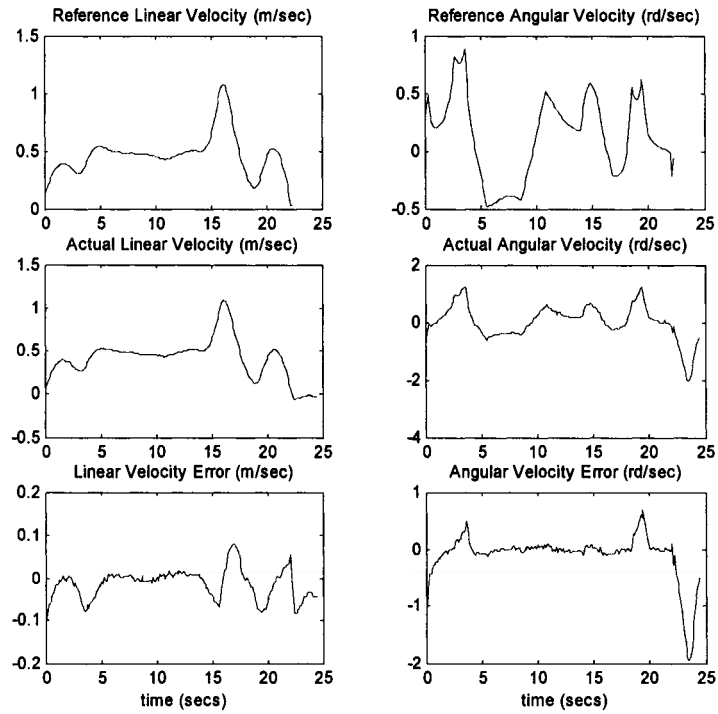 Reference Linear Velocity (m/sec)
1.5
1
0.5
0
0 5 10 15 20 25
Reference Angular Velocity (rd/sec)
1
0.5
0
-0.5
0 5 10 15 20 25
Actual Linear Velocity (m/sec)
1.5
1
0.5
0
-0.5
0 5 10 15 20 25
Actual Angular Velocity (rd/sec)
2
0
-2
-4
0 5 10 15 20 25
Linear Velocity Error (m/sec)
0.2
0.1
0
-0.1
-0.2
0 5 10 15 20 25
time (secs)
Angular Velocity Error (rd/sec)
1
0
-1
-2
0 5 10 15 20 25
time (secs)